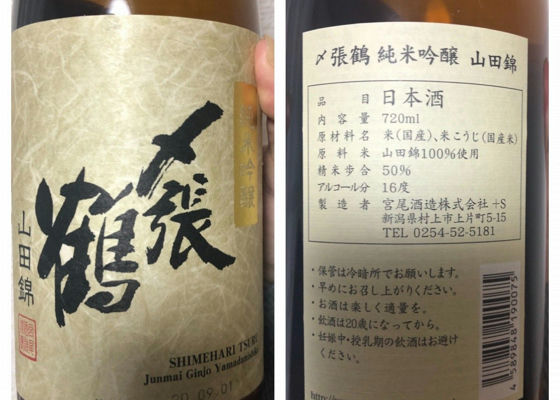 純米吟醸
〆張鶴
山田錦
SHIMEHARI TSURU
Junmai Ginjo Yamadanishiki
20.09.01
〆張鶴 純米吟醸 山田錦
品目 日本酒
内容量 720ml
原材料名 米(国産)、米こうじ(国産米)
原料米 山田錦100%使用
精米歩合 50%
アルコール分 16度
製造者 宮尾酒造株式会社 +S
新潟県村上市上片町5-15
TEL 0254-52-5181
・保管は冷暗所でお願いします。
・早めにお召し上がりください。
・お酒は楽しく適量を。
・飲酒は20歳になってから。
・妊娠中・授乳期の飲酒はお避け
ください。
4589848190075
http://